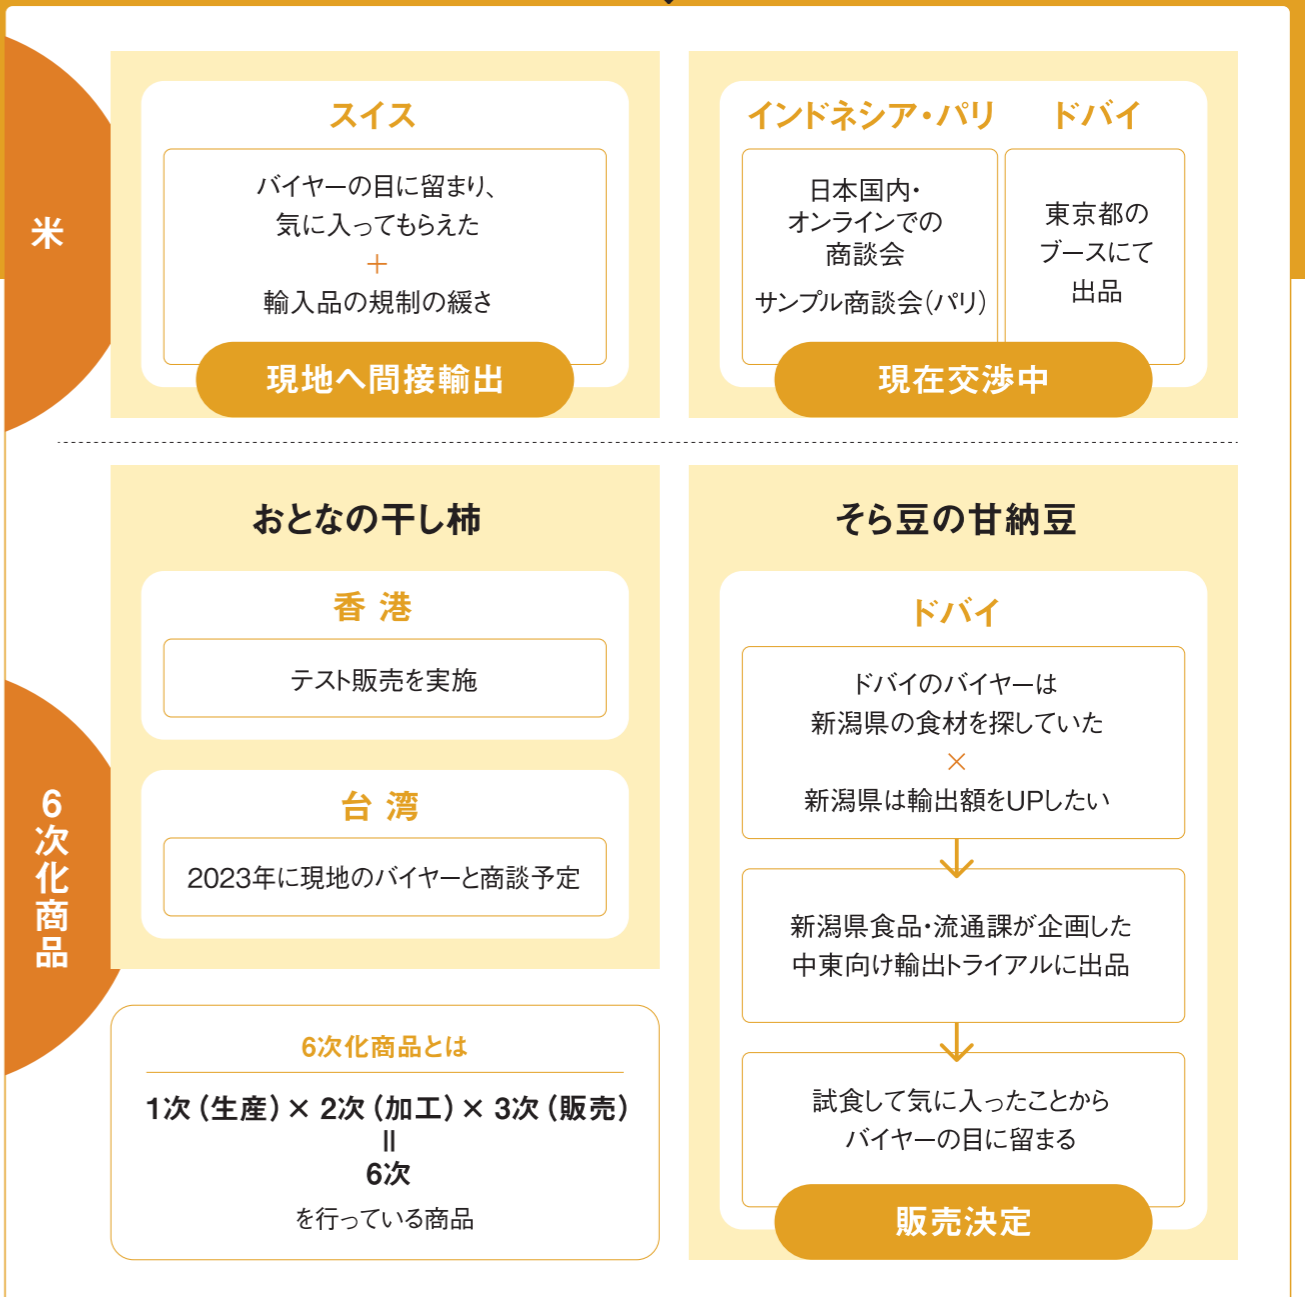 米
スイス
バイヤーの目に留まり、
気に入ってもらえた
＋
輸入品の規制の緩さ
現地へ間接輸出
インドネシア・パリ
日本国内・
オンラインでの
商談会
サンプル商談会（パリ）
ドバイ
東京都の
ブースにて
出品
現在交渉中
6次化商品
おとなの干し柿
香港
テスト販売を実施
台湾
2023年に現地のバイヤーと商談予定
6次化商品とは
1次（生産）× 2次（加工）× 3次（販売）
=
6次
を行っている商品
そら豆の甘納豆
ドバイ
ドバイのバイヤーは
新潟県の食材を探していた
×
新潟県は輸出額をUPしたい
新潟県食品・流通課が企画した
中東向け輸出トライアルに出品
試食して気に入ったことから
バイヤーの目に留まる
販売決定